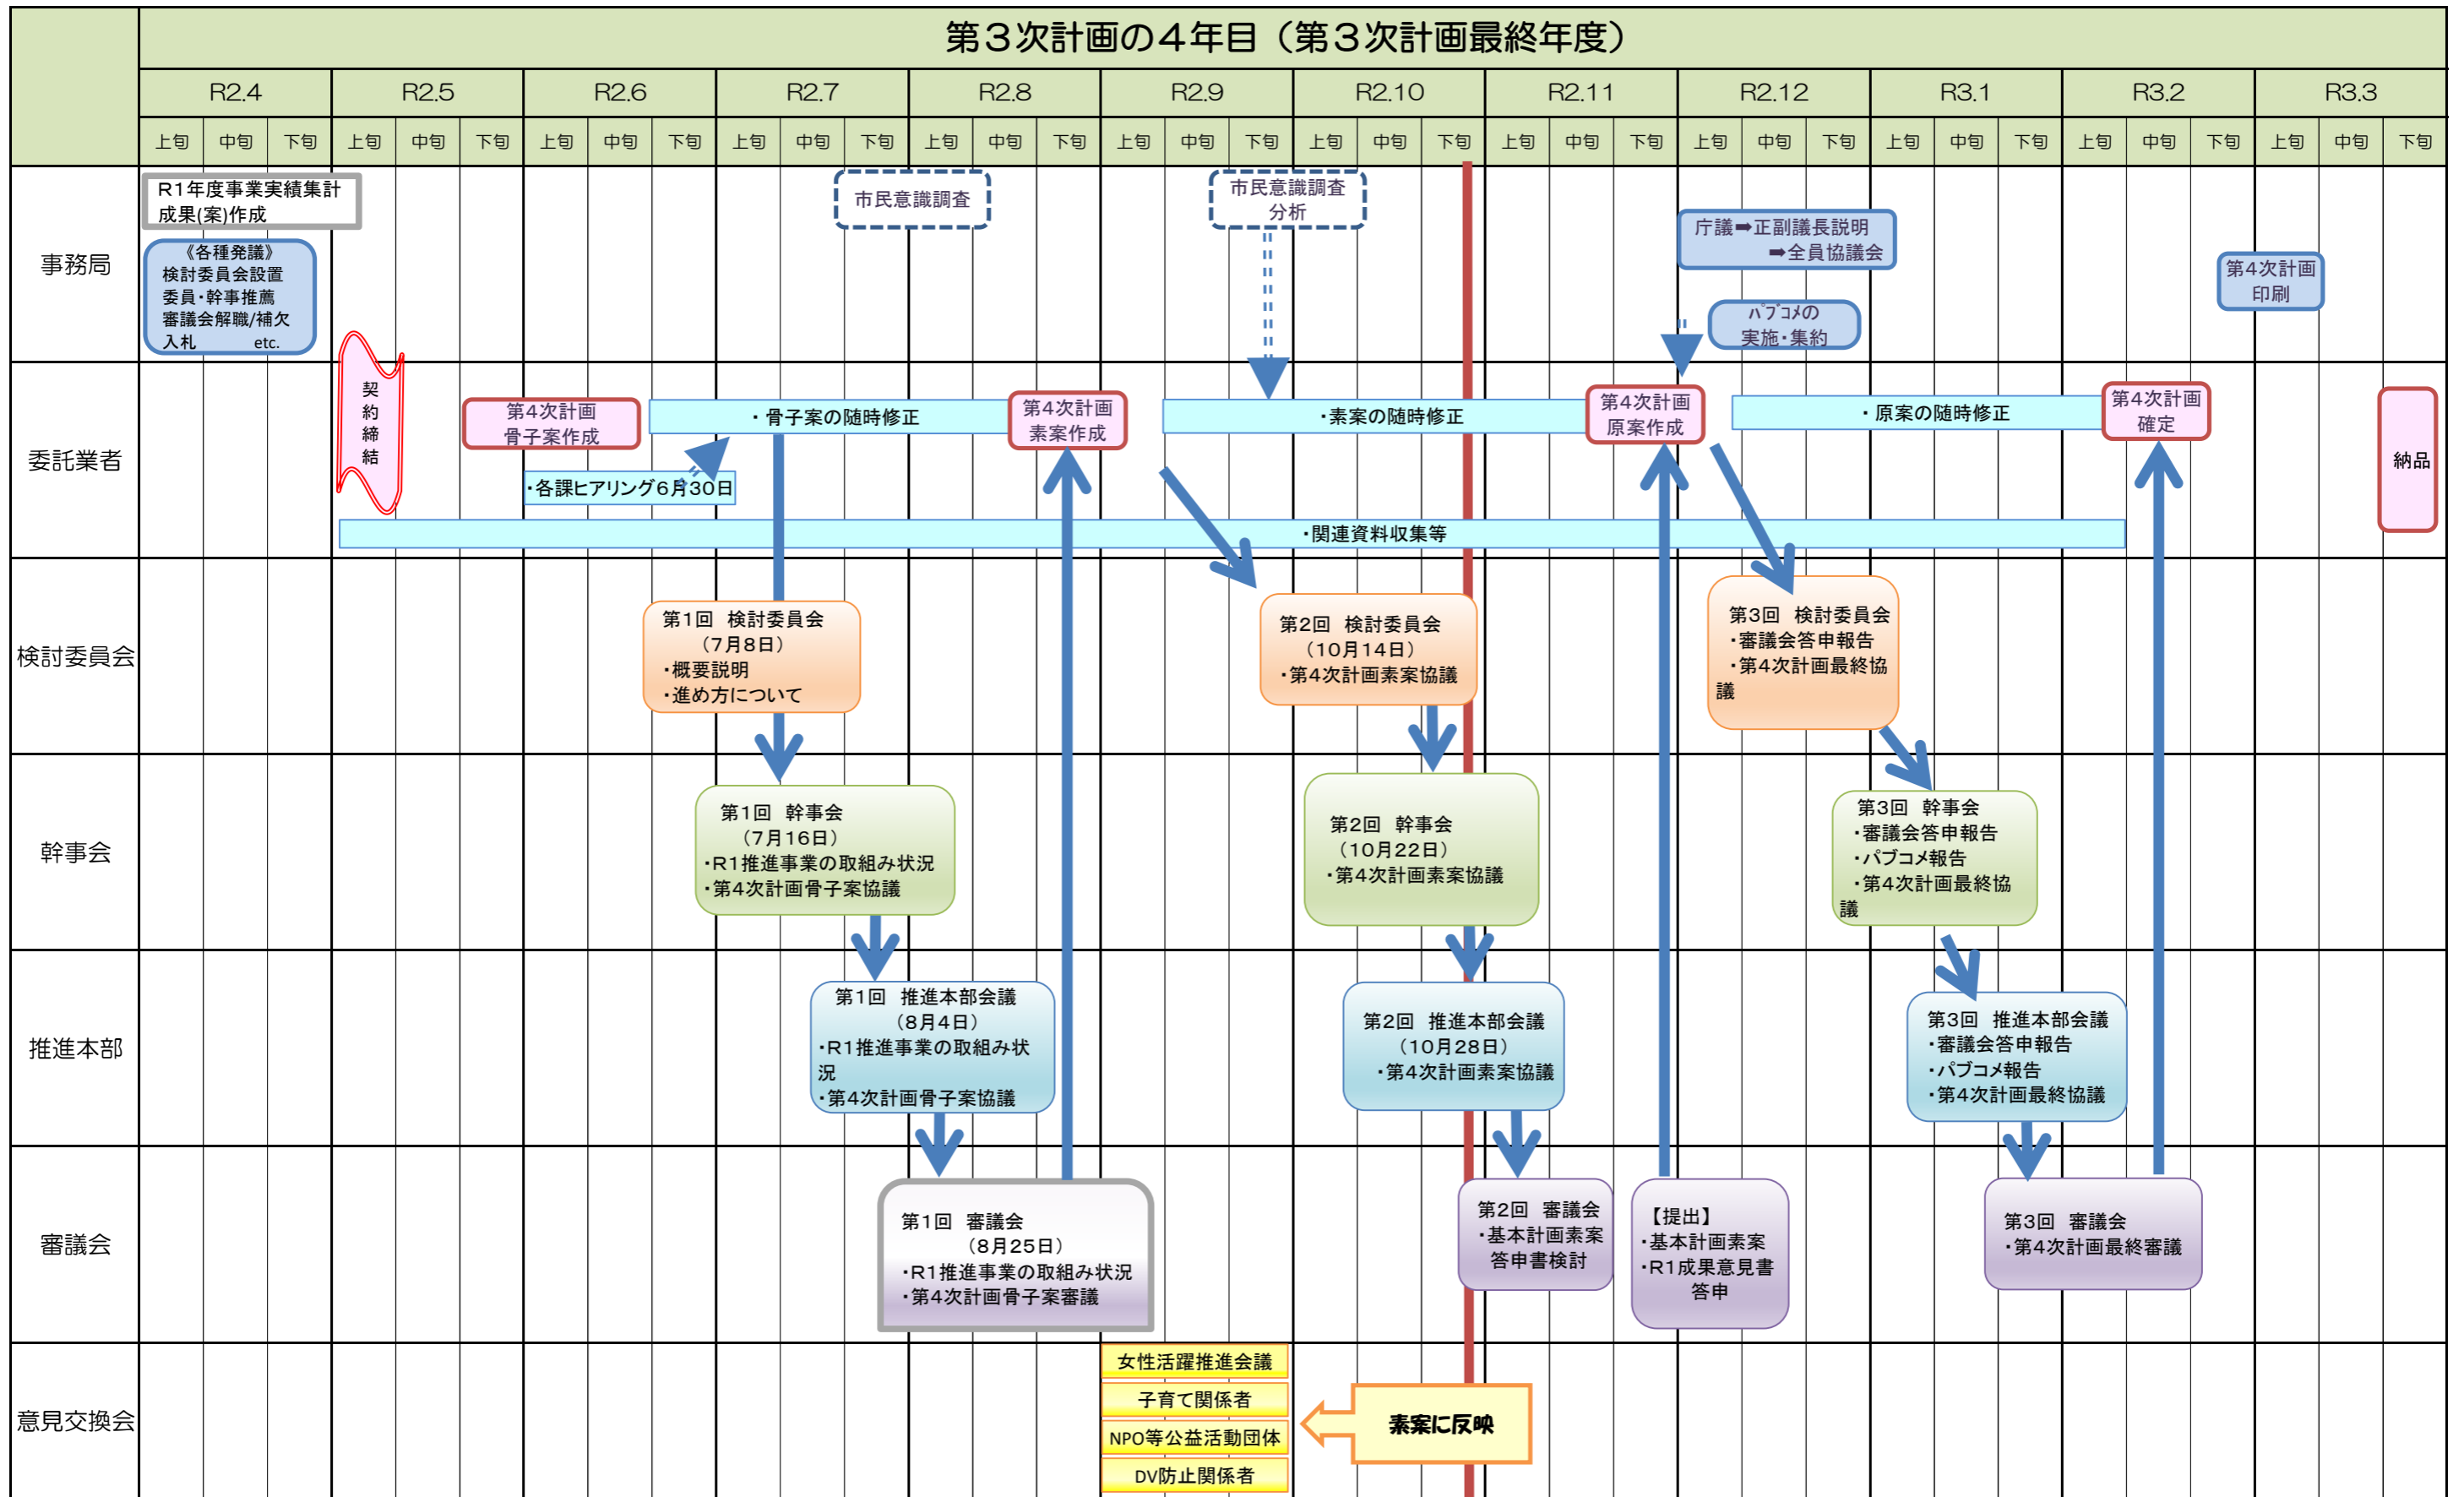 第３次計画の４年目（第３次計画最終年度）
R2.4 R2.5 R2.6 R2.7 R2.8 R2.9 R2.10 R2.11 R2.12 R3.1 R3.2 R3.3
上旬 中旬 下旬 上旬 中旬 下旬 上旬 中旬 下旬 上旬 中旬 下旬 上旬 中旬 下旬 上旬 中旬 下旬 上旬 中旬 下旬 上旬 中旬 下旬 上旬 中旬 下旬 上旬 中旬 下旬 上旬 中旬 下旬 上旬 中旬 下旬
事務局
R１年度事業実績集計
成果(案)作成
《各種発議》
検討委員会設置
委員・幹事推薦
審議会解職/補欠
入札 etc.
市民意識調査
市民意識調査
分析
庁議➡正副議長説明
➡全員協議会
ﾊﾟﾌﾞｺﾒの
実施・集約
第４次計画
印刷
委託業者
契
約
締
結
第４次計画
骨子案作成
・骨子案の随時修正
・各課ヒアリング６月３０日
第４次計画
素案作成
・素案の随時修正
第４次計画
原案作成
・原案の随時修正
第４次計画
確定
納品
・関連資料収集等
検討委員会
第１回　検討委員会
（７月８日）
・概要説明
・進め方について
第２回　検討委員会
（１０月１４日）
・第４次計画素案協議
第３回　検討委員会
・審議会答申報告
・第４次計画最終協
議
幹事会
第１回　幹事会
（７月１６日）
・R１推進事業の取組み状況
・第４次計画骨子案協議
第２回　幹事会
（１０月２２日）
・第４次計画素案協議
第３回　幹事会
・審議会答申報告
・パブコメ報告
・第４次計画最終協
議
推進本部
第１回　推進本部会議
（８月４日）
・R１推進事業の取組み状
況
・第４次計画骨子案協議
第２回　推進本部会議
（１０月２８日）
・第４次計画素案協議
第３回　推進本部会議
・審議会答申報告
・パブコメ報告
・第４次計画最終協議
審議会
第１回　審議会
（８月２５日）
・R１推進事業の取組み状況
・第４次計画骨子案審議
第２回　審議会
・基本計画素案
答申書検討
【提出】
・基本計画素案
・R１成果意見書
答申
第３回　審議会
・第４次計画最終審議
意見交換会
女性活躍推進会議
子育て関係者
NPO等公益活動団体
DV防止関係者
素案に反映